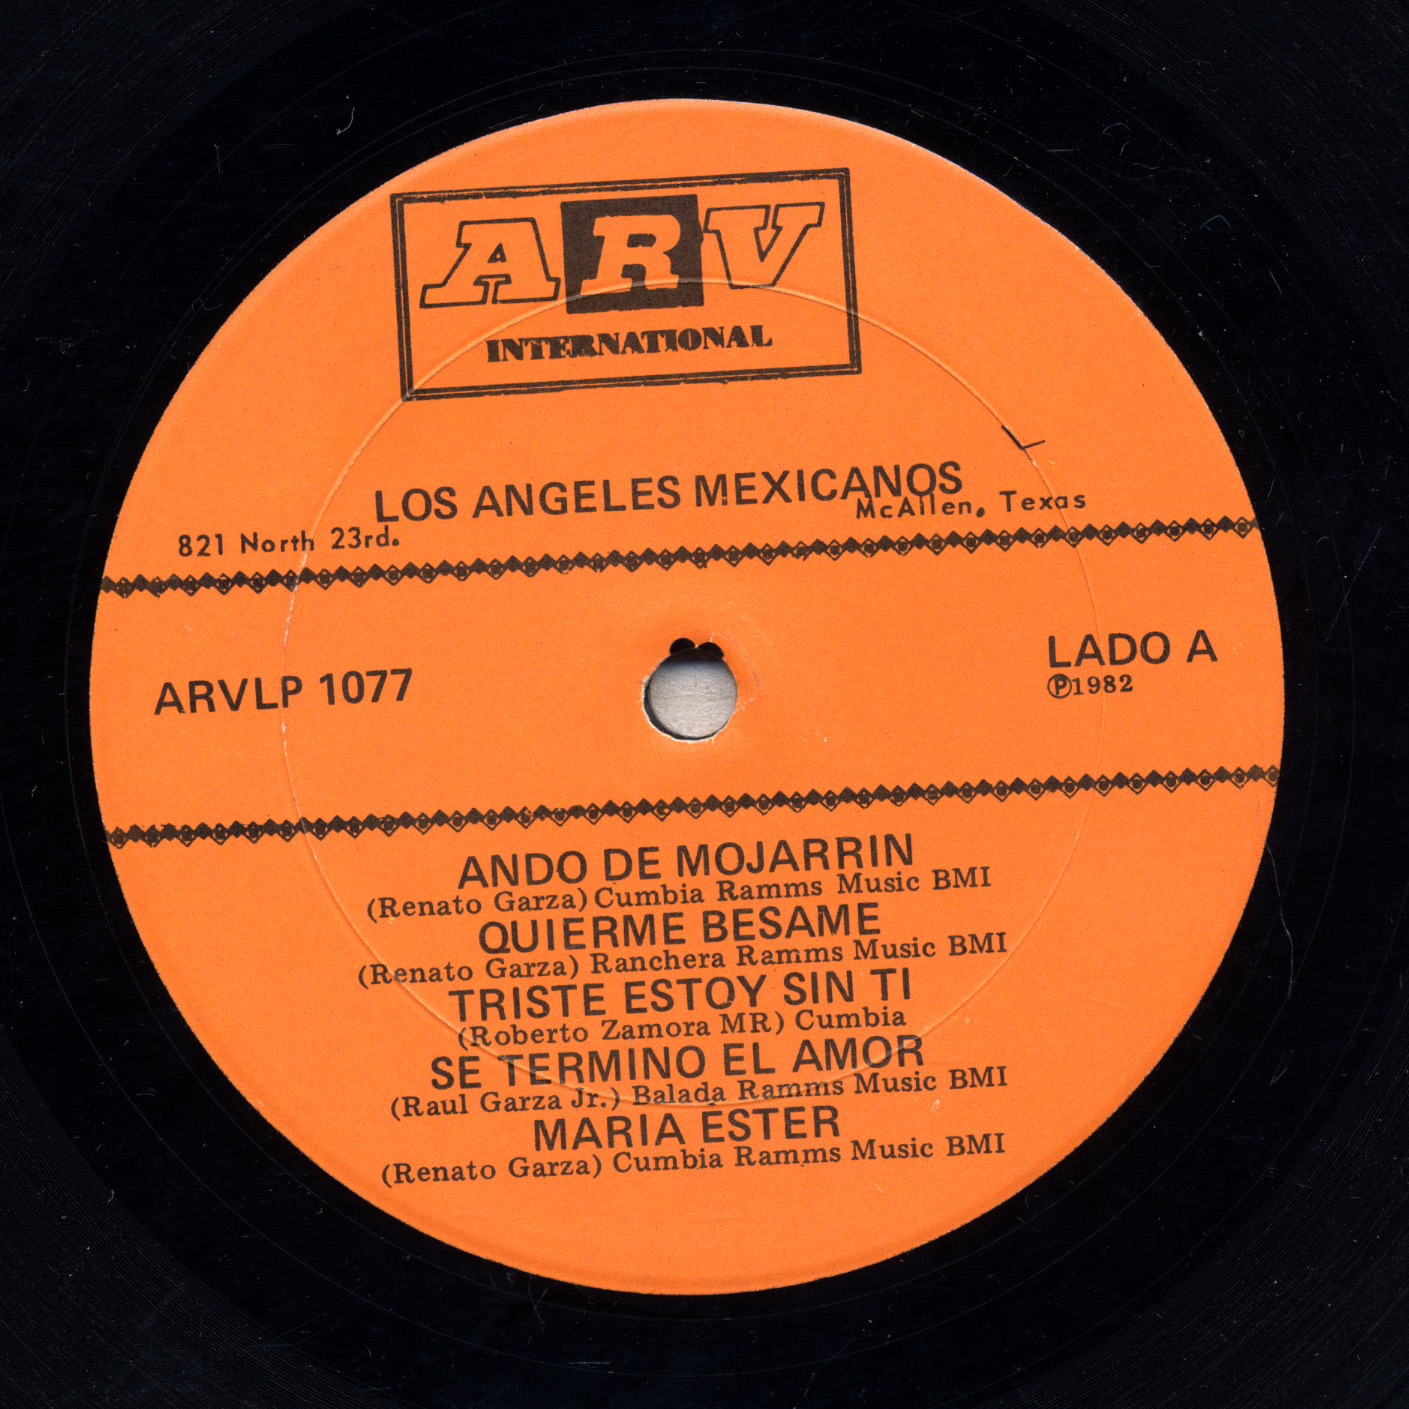 ARV
INTERNATIONAL
LOS ANGELES MEXICANOS
821 North 23rd. McAllen, Texas
ARVLP 1077
LADO A
℗1982
ANDO DE MOJARRIN
(Renato Garza) Cumbia Ramms Music BMI
QUIERME BESAME
(Renato Garza) Ranchera Ramms Music BMI
TRISTE ESTOY SIN TI
(Roberto Zamora MR) Cumbia
SE TERMINO EL AMOR
(Raul Garza Jr.) Balada Ramms Music BMI
MARIA ESTER
(Renato Garza) Cumbia Ramms Music BMI